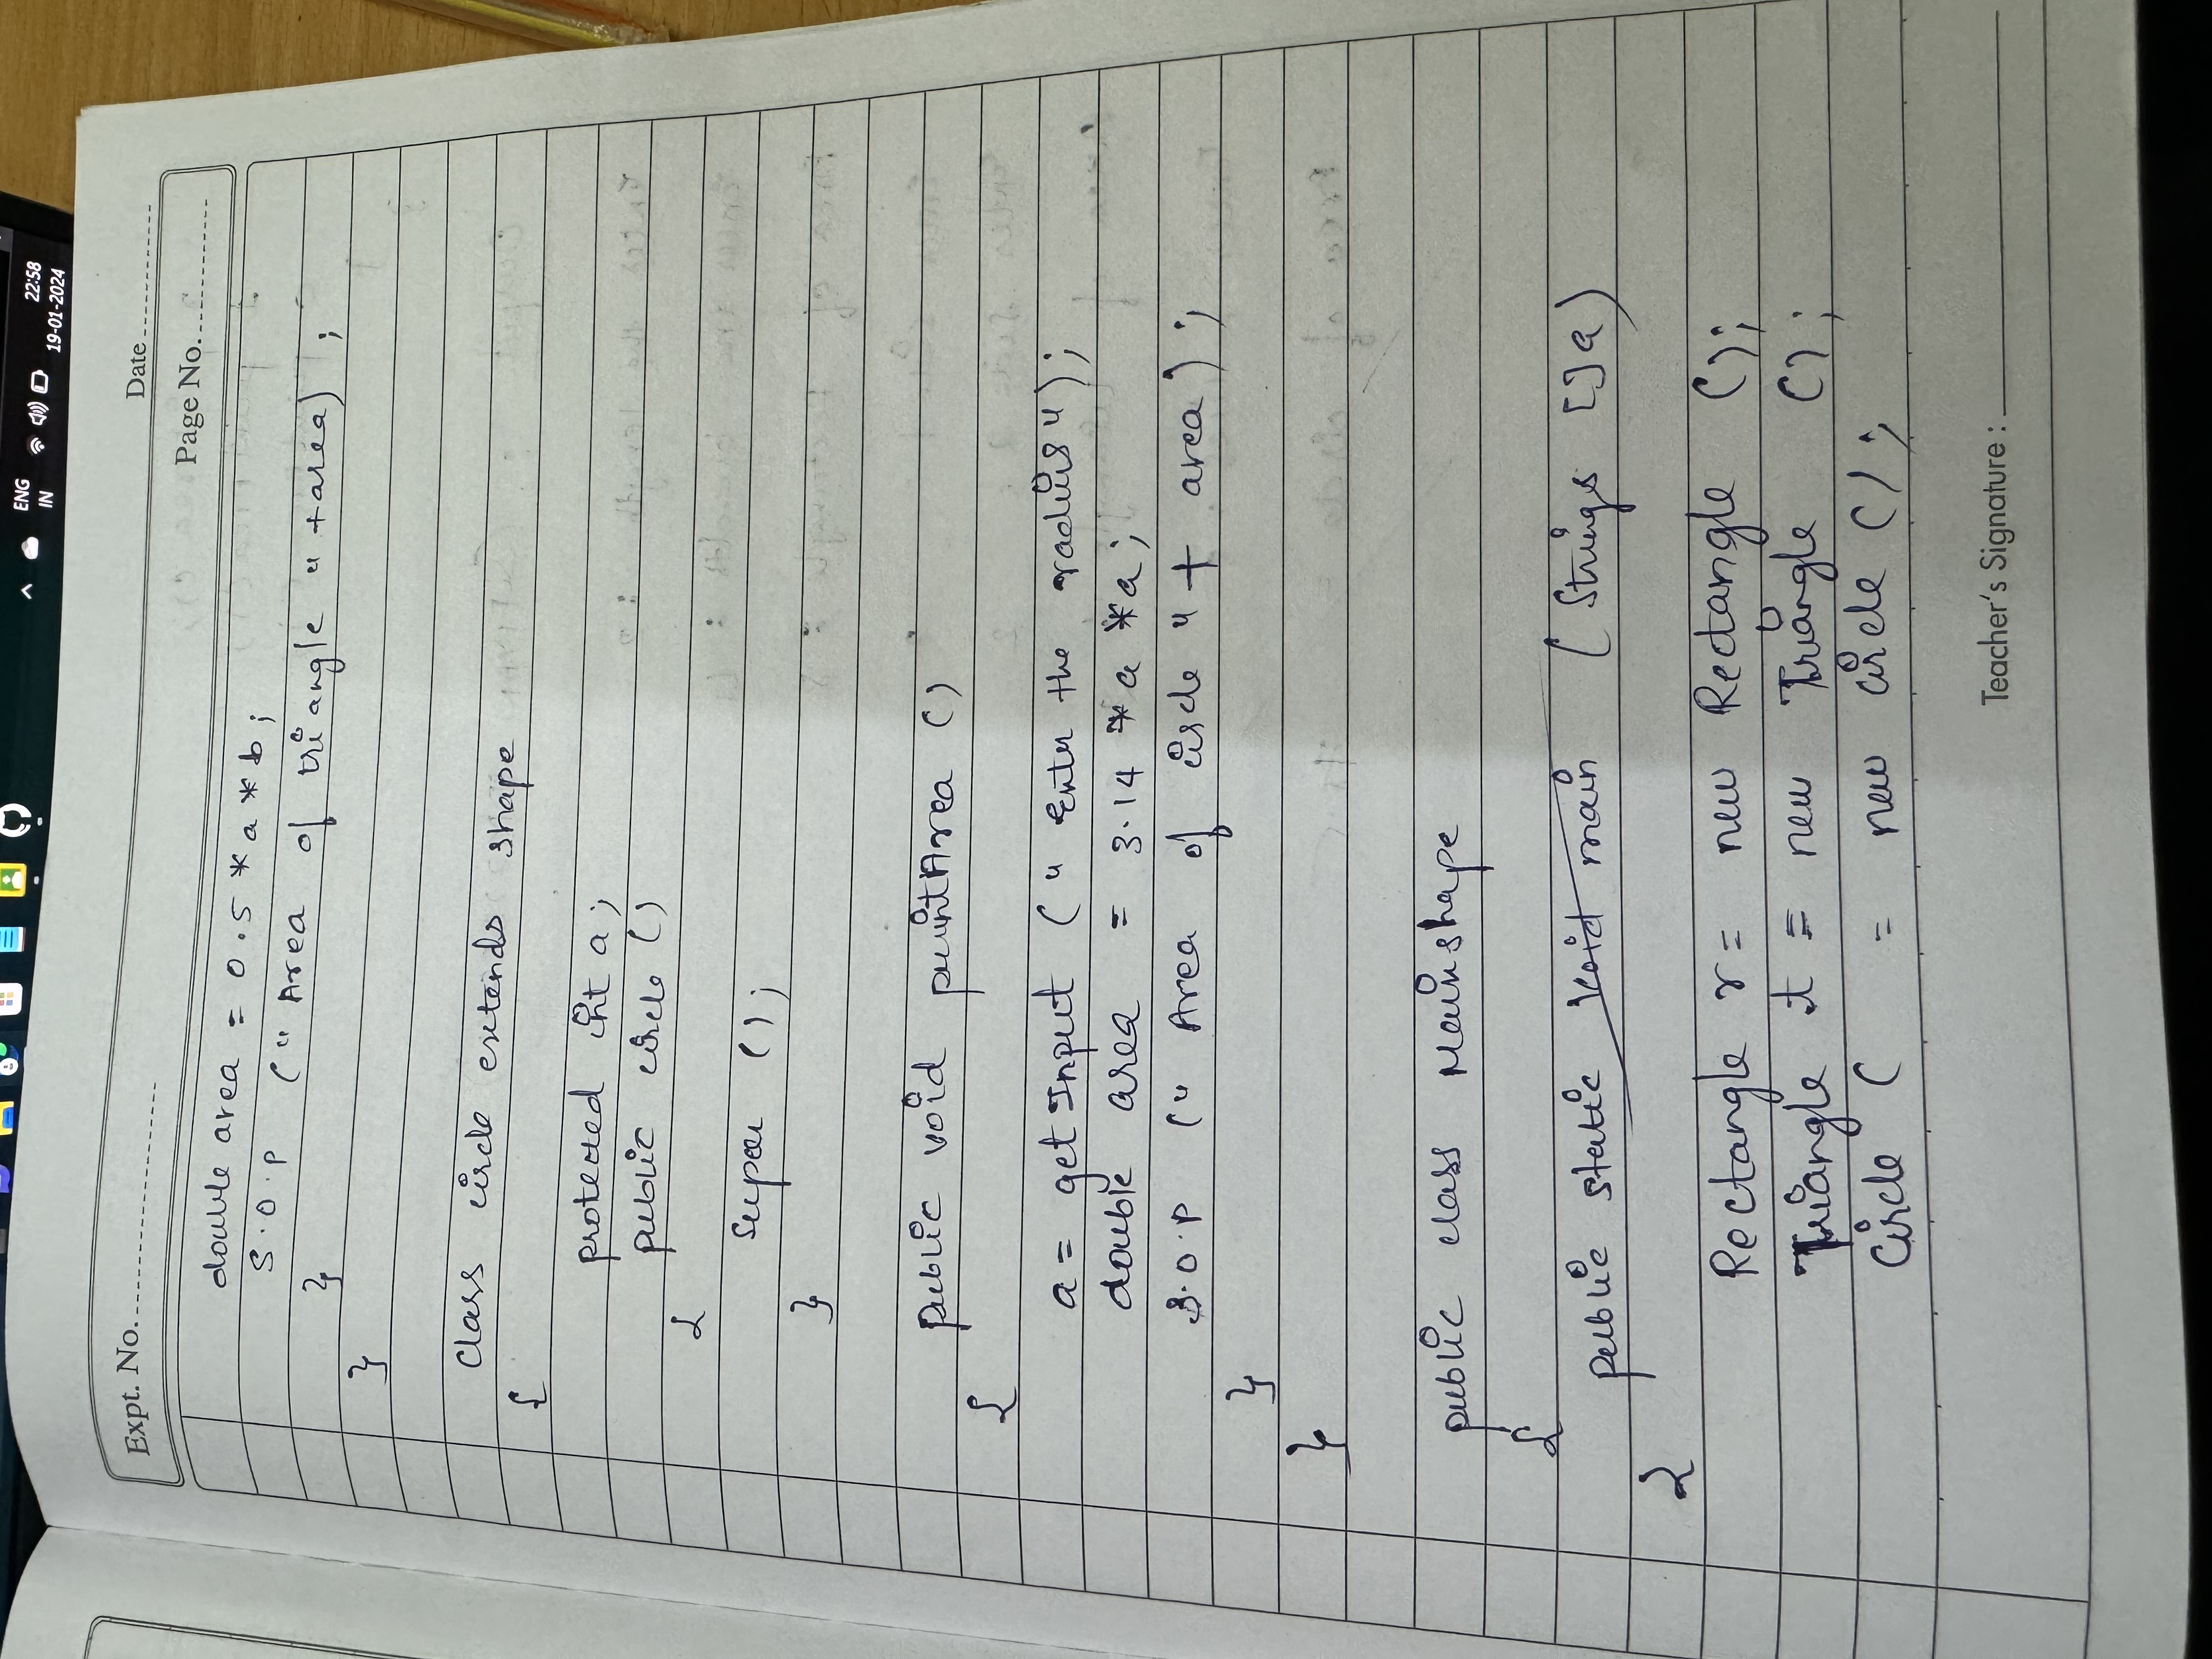 ENG
IN
22:58
19-01-2024
Expt. No.
Date
Page No.
double area = 0.5 * a * b;
S.O.P (" Area of triangle " +area) ;
}
}
class circle extends shape
{
protected int a;
public circle ()
{
super ();
}
public void printArea ()
{
a = get Input (" Enter the radius");
double area = 3.14 * a * a;
S.O.P (" Area of circle " + area) ;
}
}
public class Mainshape
{
public static void main (Strings []a)
{
Rectangle r = new Rectangle ();
Triangle t = new Triangle ();
Circle ( = new circle ();
Teacher's Signature :